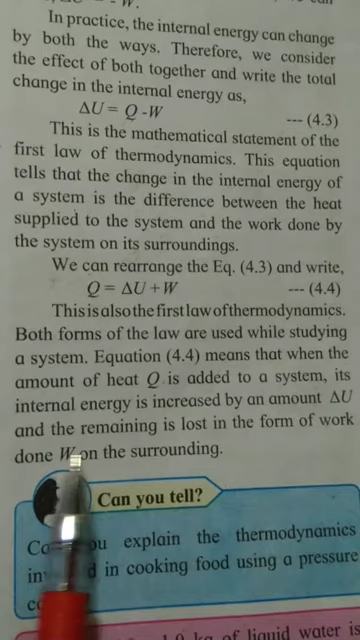 - W.
In practice, the internal energy can change
by both the ways. Therefore, we consider
the effect of both together and write the total
change in the internal energy as,
ΔU = Q -W --- (4.3)
This is the mathematical statement of the
first law of thermodynamics. This equation
tells that the change in the internal energy of
a system is the difference between the heat
supplied to the system and the work done by
the system on its surroundings.
We can rearrange the Eq. (4.3) and write,
Q = ΔU + W --- (4.4)
This is also the first law of thermodynamics.
Both forms of the law are used while studying
a system. Equation (4.4) means that when the
amount of heat Q is added to a system, its
internal energy is increased by an amount ΔU
and the remaining is lost in the form of work
done W on the surrounding.
Can you tell?
explain the thermodynamics
in cooking food using a pressure
kg of liquid water is